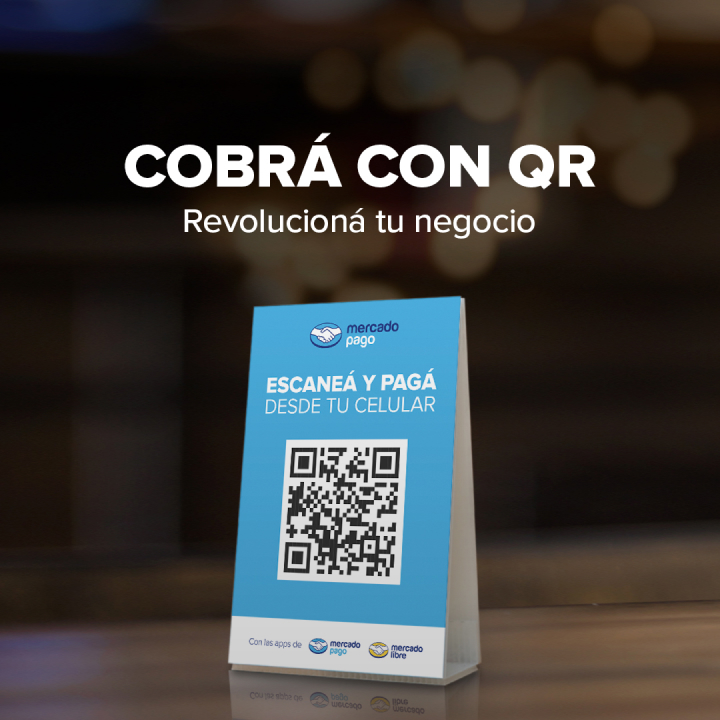 COBRÁ CON QR
Revolucioná tu negocio
mercado
pago
ESCANEÁ Y PAGÁ
DESDE TU CELULAR
Con las apps de mercado pago mercado libre